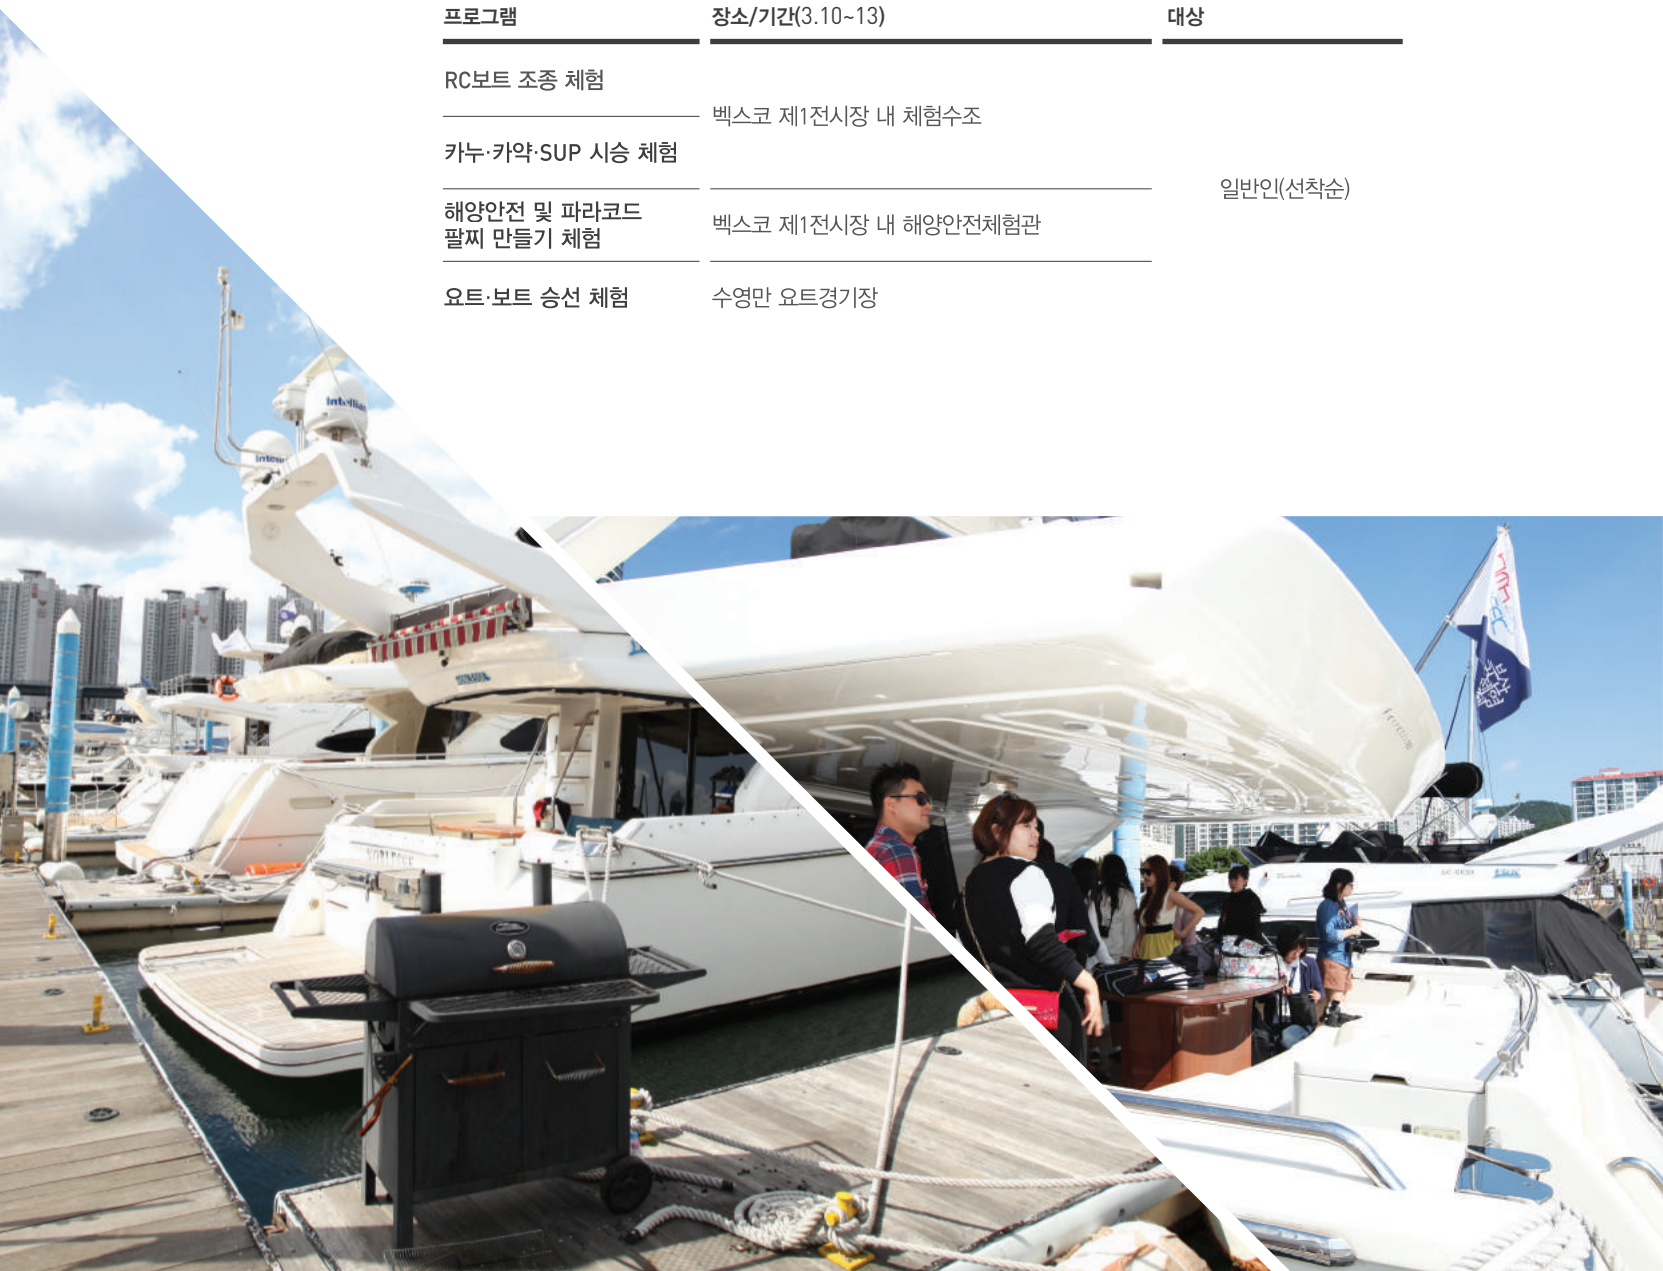 프로그램 장소/기간(3.10~13) 대상
RC보트 조종 체험
벡스코 제1전시장 내 체험수조
카누·카약·SUP 시승 체험
일반인(선착순)
해양안전 및 파라코드
팔찌 만들기 체험
벡스코 제1전시장 내 해양안전체험관
요트·보트 승선 체험 수영만 요트경기장
Intellian